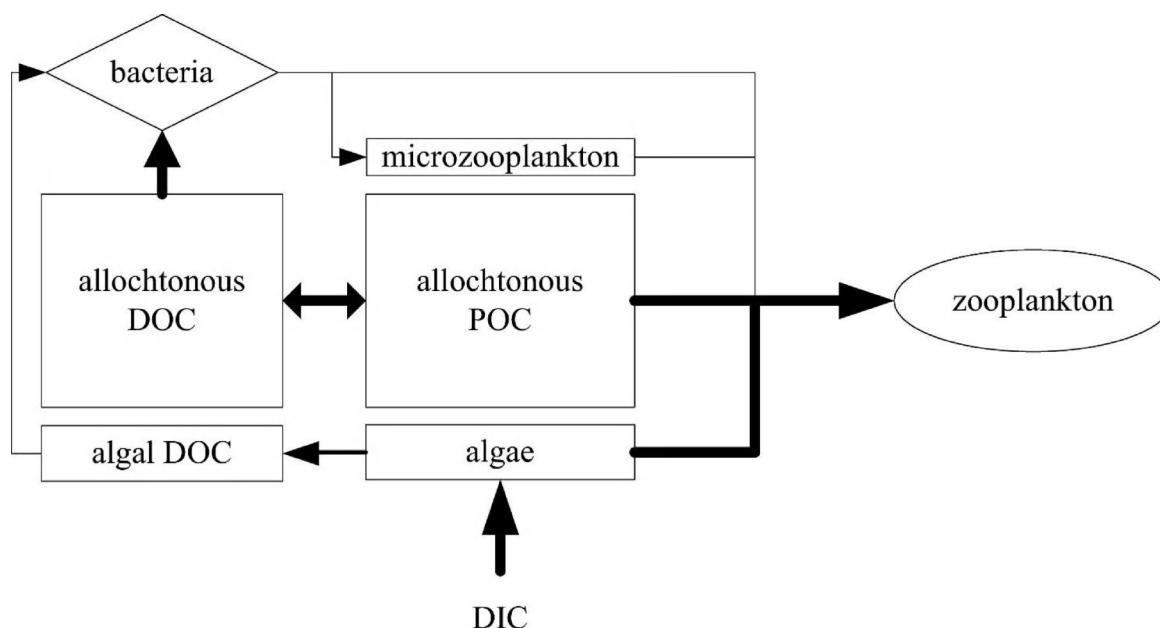 bacteria
microzooplankton
allochtonous
DOC
allochtonous
POC
zooplankton
algal DOC
algae
DIC